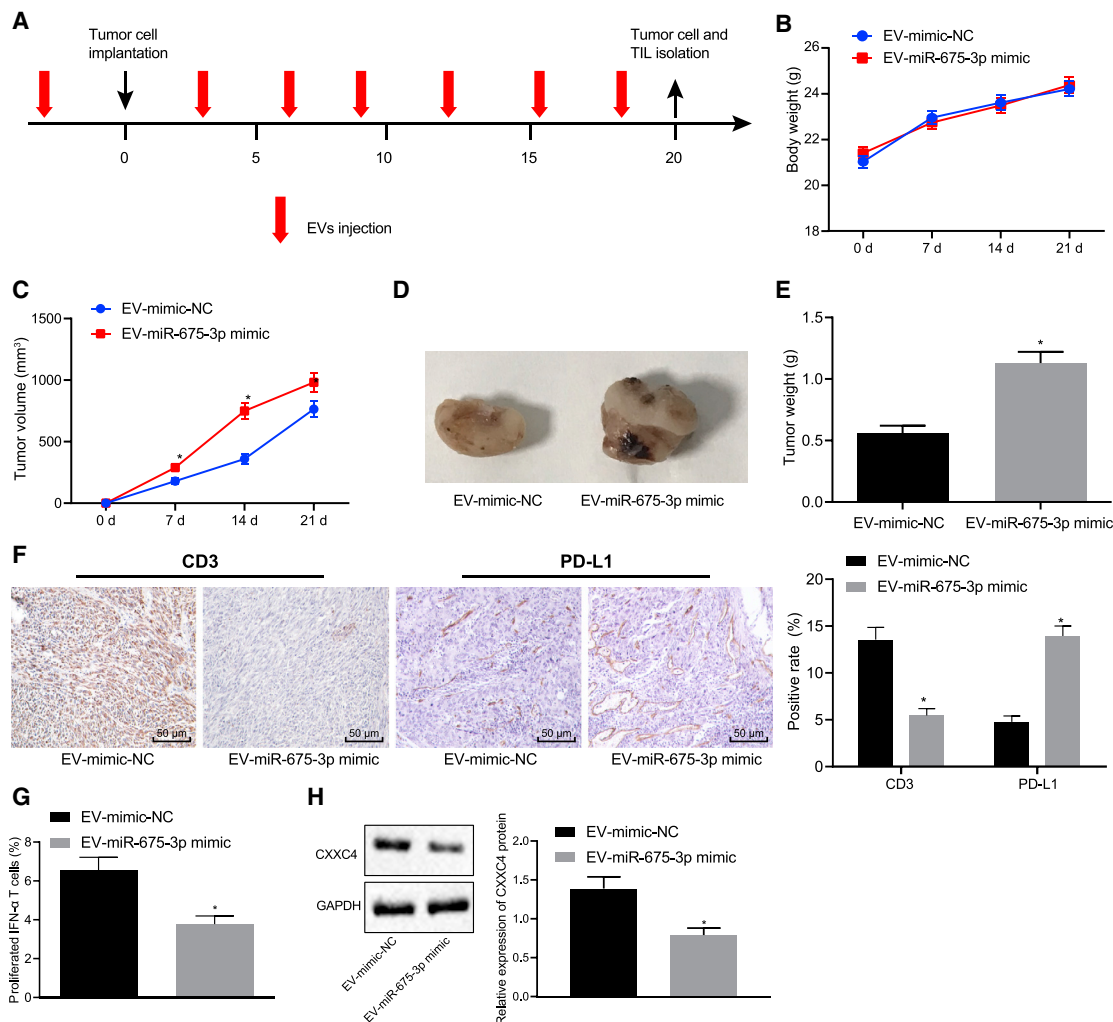 A
Tumor cell
implantation
Tumor cell and
TIL isolation
0
5
10
15
20
EVs injection
B
EV-mimic-NC
EV-miR-675-3p mimic
Body weight (g)
26
24
22
20
18
0 d
7 d
14 d
21 d
C
EV-mimic-NC
EV-miR-675-3p mimic
Tumor volume (mm³)
1500
1000
500
0
*
*
*
0 d
7 d
14 d
21 d
D
EV-mimic-NC
EV-miR-675-3p mimic
E
Tumor weight (g)
1.5
1.0
0.5
0.0
*
EV-mimic-NC
EV-miR-675-3p mimic
F
CD3
PD-L1
50 μm
50 μm
50 μm
50 μm
EV-mimic-NC
EV-miR-675-3p mimic
EV-mimic-NC
EV-miR-675-3p mimic
EV-mimic-NC
EV-miR-675-3p mimic
Positive rate (%)
20
15
10
5
0
*
*
CD3
PD-L1
G
EV-mimic-NC
EV-miR-675-3p mimic
Proliferated IFN-α T cells (%)
8
6
4
2
0
*
H
CXXC4
GAPDH
EV-mimic-NC
EV-miR-675-3p mimic
EV-mimic-NC
EV-miR-675-3p mimic
Relative expression of CXXC4 protein
2.0
1.5
1.0
0.5
0.0
*